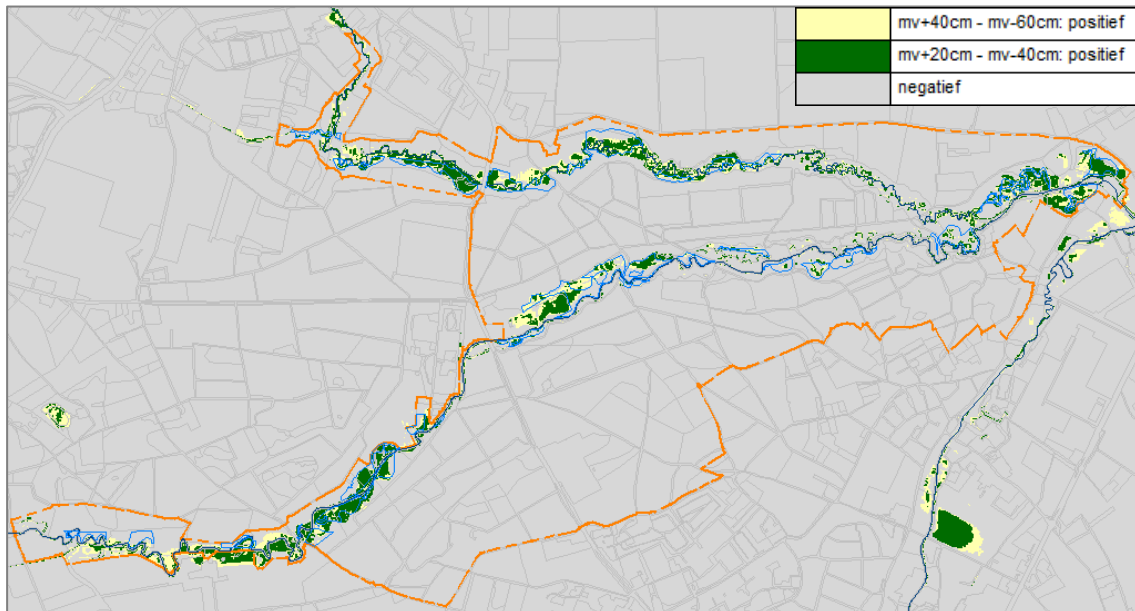 mv+40cm - mv-60cm: positief
mv+20cm - mv-40cm: positief
negatief